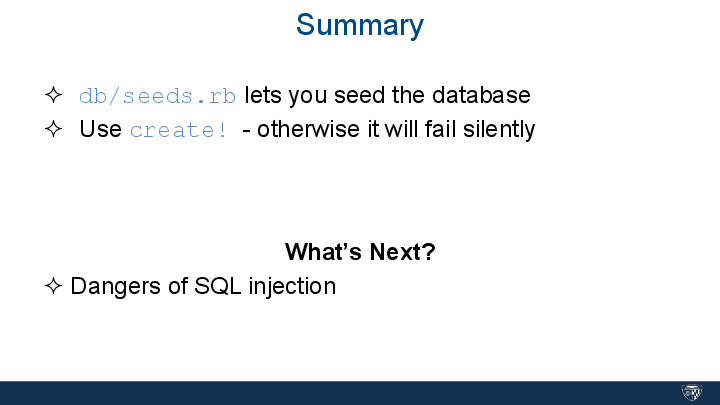 Summary
✧ db/seeds.rb lets you seed the database
✧ Use create! - otherwise it will fail silently
What’s Next?
✧ Dangers of SQL injection